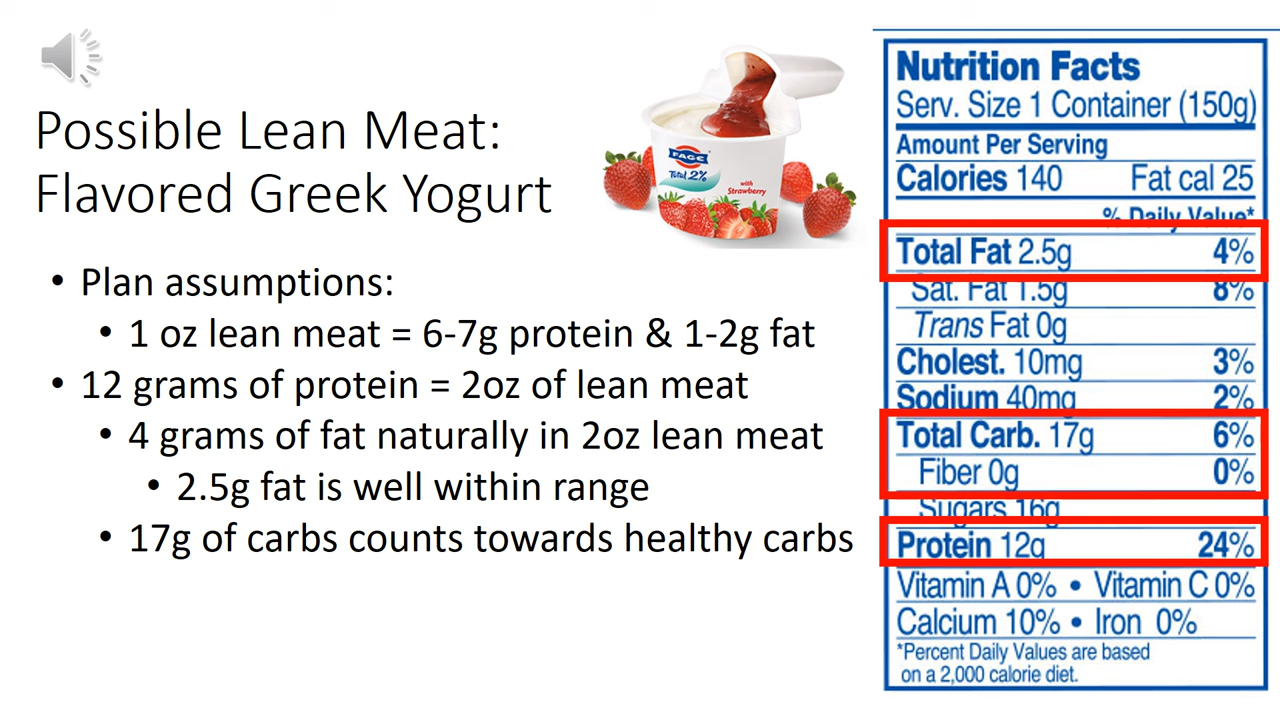 Possible Lean Meat:
Flavored Greek Yogurt
• Plan assumptions:
• 1 oz lean meat = 6-7g protein & 1-2g fat
• 12 grams of protein = 2oz of lean meat
• 4 grams of fat naturally in 2oz lean meat
• 2.5g fat is well within range
• 17g of carbs counts towards healthy carbs
FAGE
Total 2%
with
Strawberry
Nutrition Facts
Serv. Size 1 Container (150g)
Amount Per Serving
Calories 140 Fat cal 25
% Daily Value*
Total Fat 2.5g 4%
Sat. Fat 1.5g 8%
Trans Fat 0g
Cholest. 10mg 3%
Sodium 40mg 2%
Total Carb. 17g 6%
Fiber 0g 0%
Sugars 16g
Protein 12g 24%
Vitamin A 0% • Vitamin C 0%
Calcium 10% • Iron 0%
*Percent Daily Values are based
on a 2,000 calorie diet.